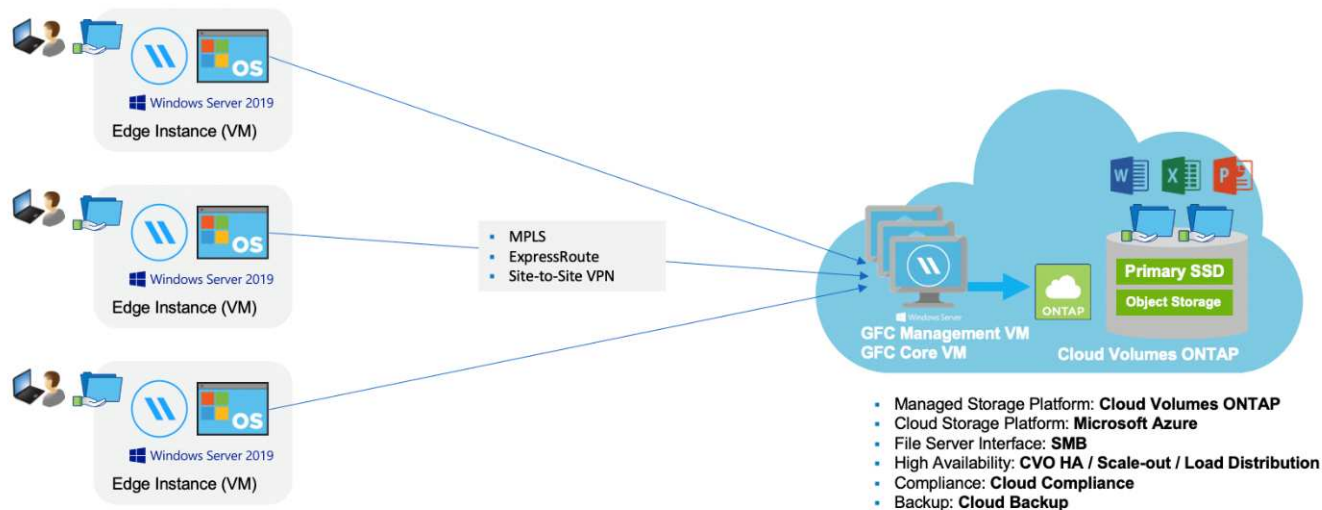 OS
Windows Server 2019
Edge Instance (VM)
OS
Windows Server 2019
Edge Instance (VM)
OS
Windows Server 2019
Edge Instance (VM)
▪ MPLS
▪ ExpressRoute
▪ Site-to-Site VPN
W
X
P
Primary SSD
Object Storage
ONTAP
Windows Server
GFC Management VM
GFC Core VM
Cloud Volumes ONTAP
▪ Managed Storage Platform: Cloud Volumes ONTAP
▪ Cloud Storage Platform: Microsoft Azure
▪ File Server Interface: SMB
▪ High Availability: CVO HA / Scale-out / Load Distribution
▪ Compliance: Cloud Compliance
▪ Backup: Cloud Backup